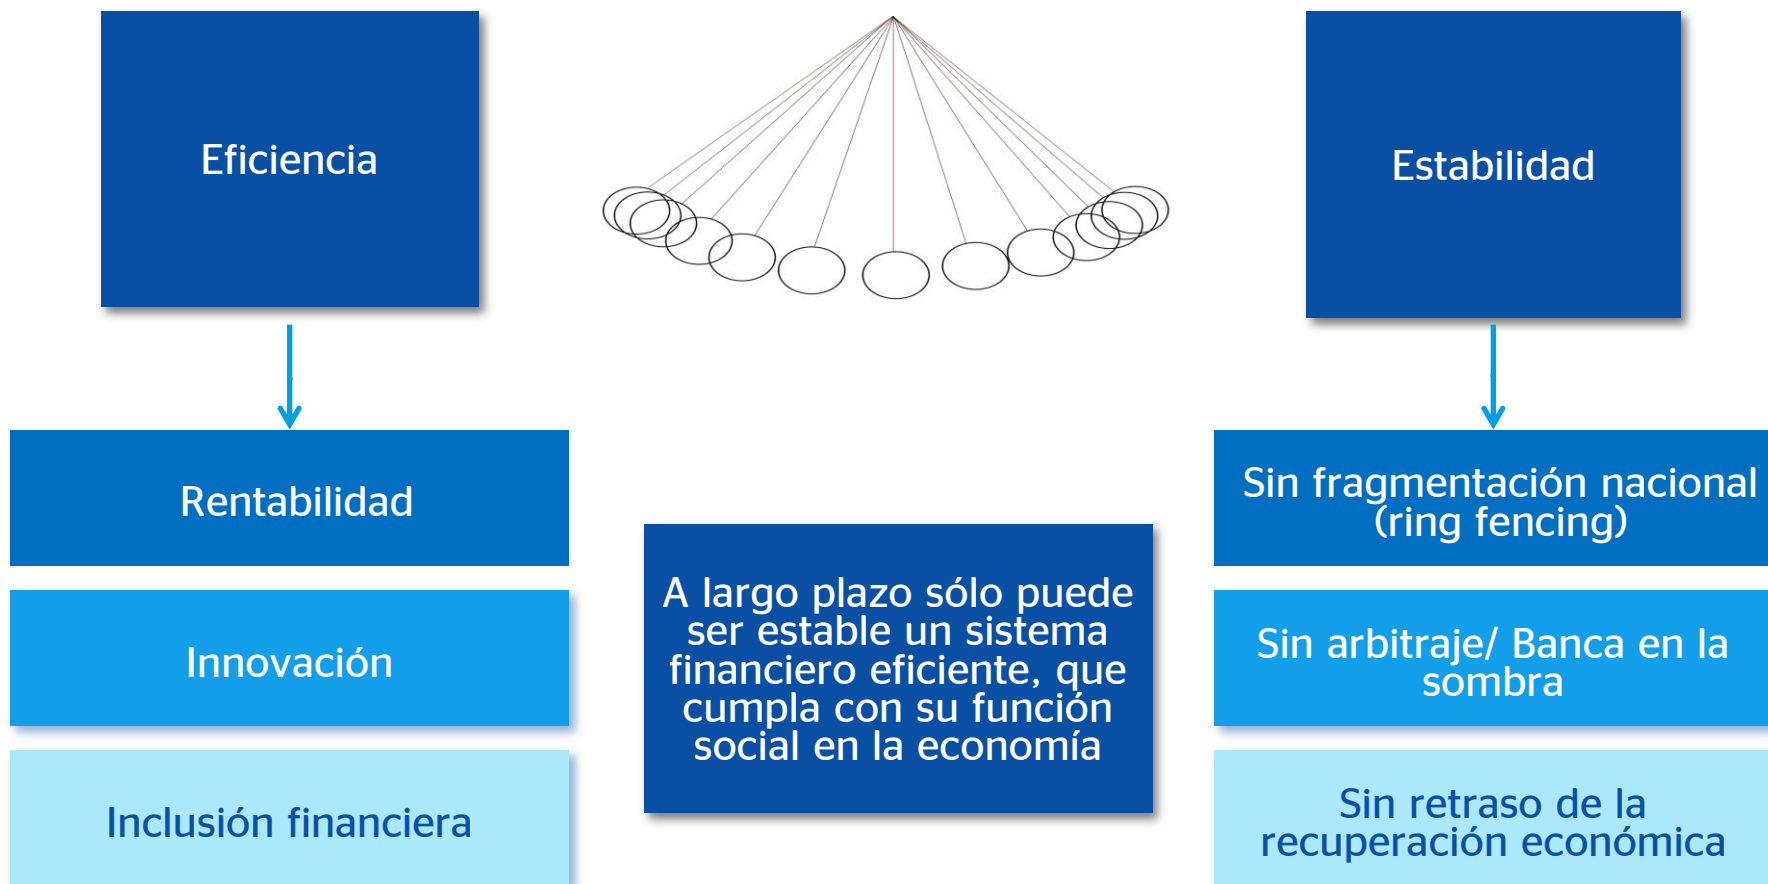 Eficiencia
Estabilidad
Rentabilidad
Innovación
Inclusión financiera
A largo plazo sólo puede
ser estable un sistema
financiero eficiente, que
cumpla con su función
social en la economía
Sin fragmentación nacional
(ring fencing)
Sin arbitraje/ Banca en la
sombra
Sin retraso de la
recuperación económica